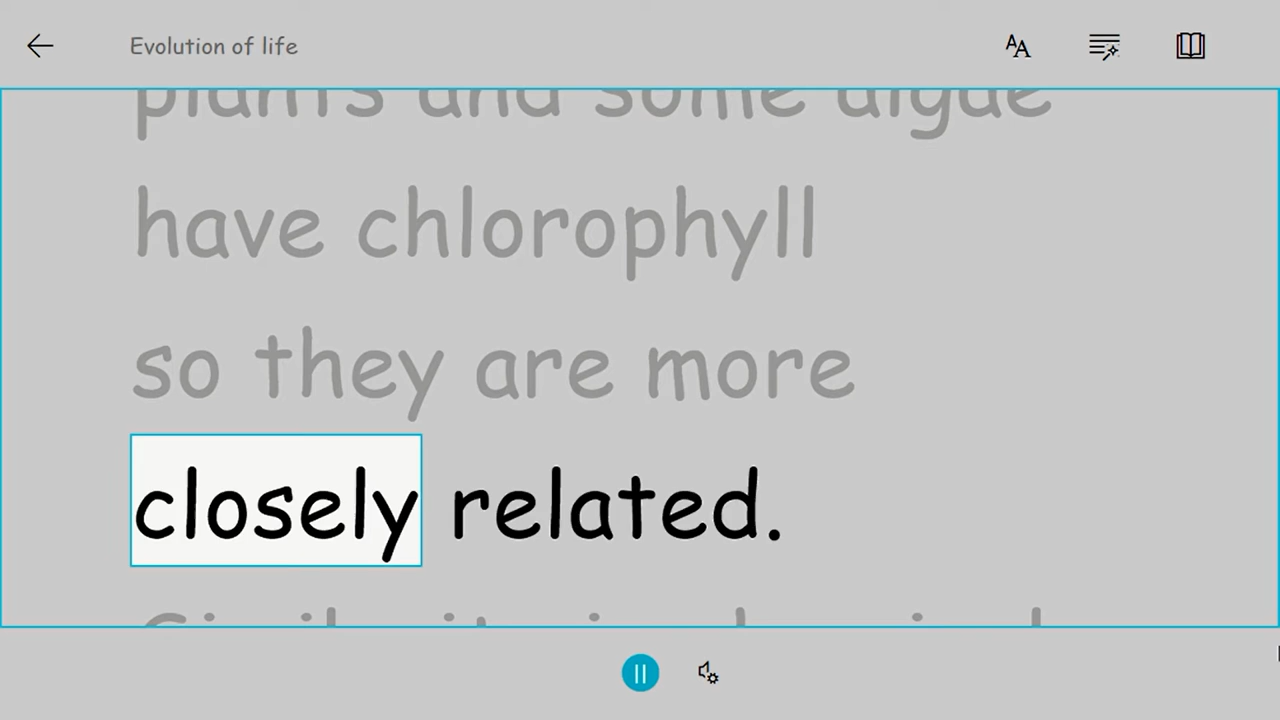 Evolution of life
plants and some algae
have chlorophyll
so they are more
closely related.